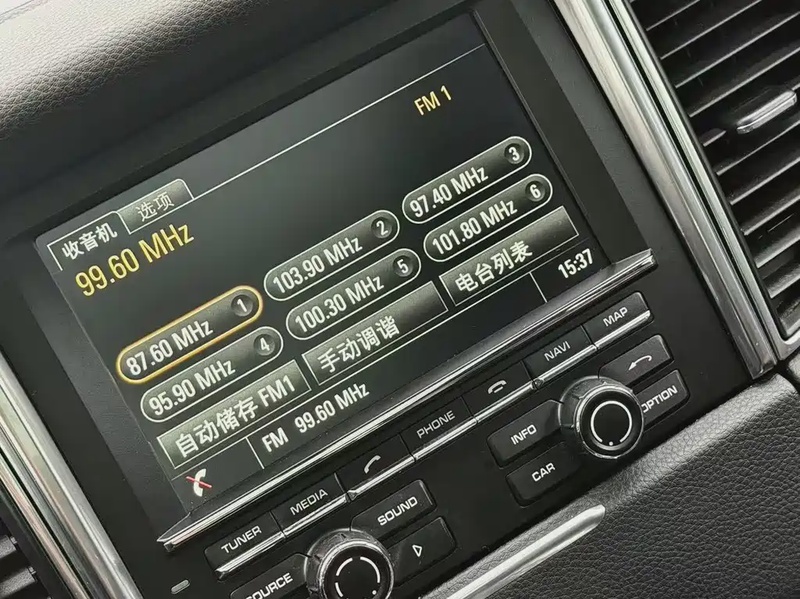 FM 1
收音机 选项
99.60 MHz
87.60 MHz 1
103.90 MHz 2
97.40 MHz 3
95.90 MHz 4
100.30 MHz 5
101.80 MHz 6
自动储存 FM1
手动调谐
电台列表
FM 99.60 MHz
15:37
TUNER
MEDIA
PHONE
NAVI
MAP
SOURCE
SOUND
INFO
CAR
OPTION